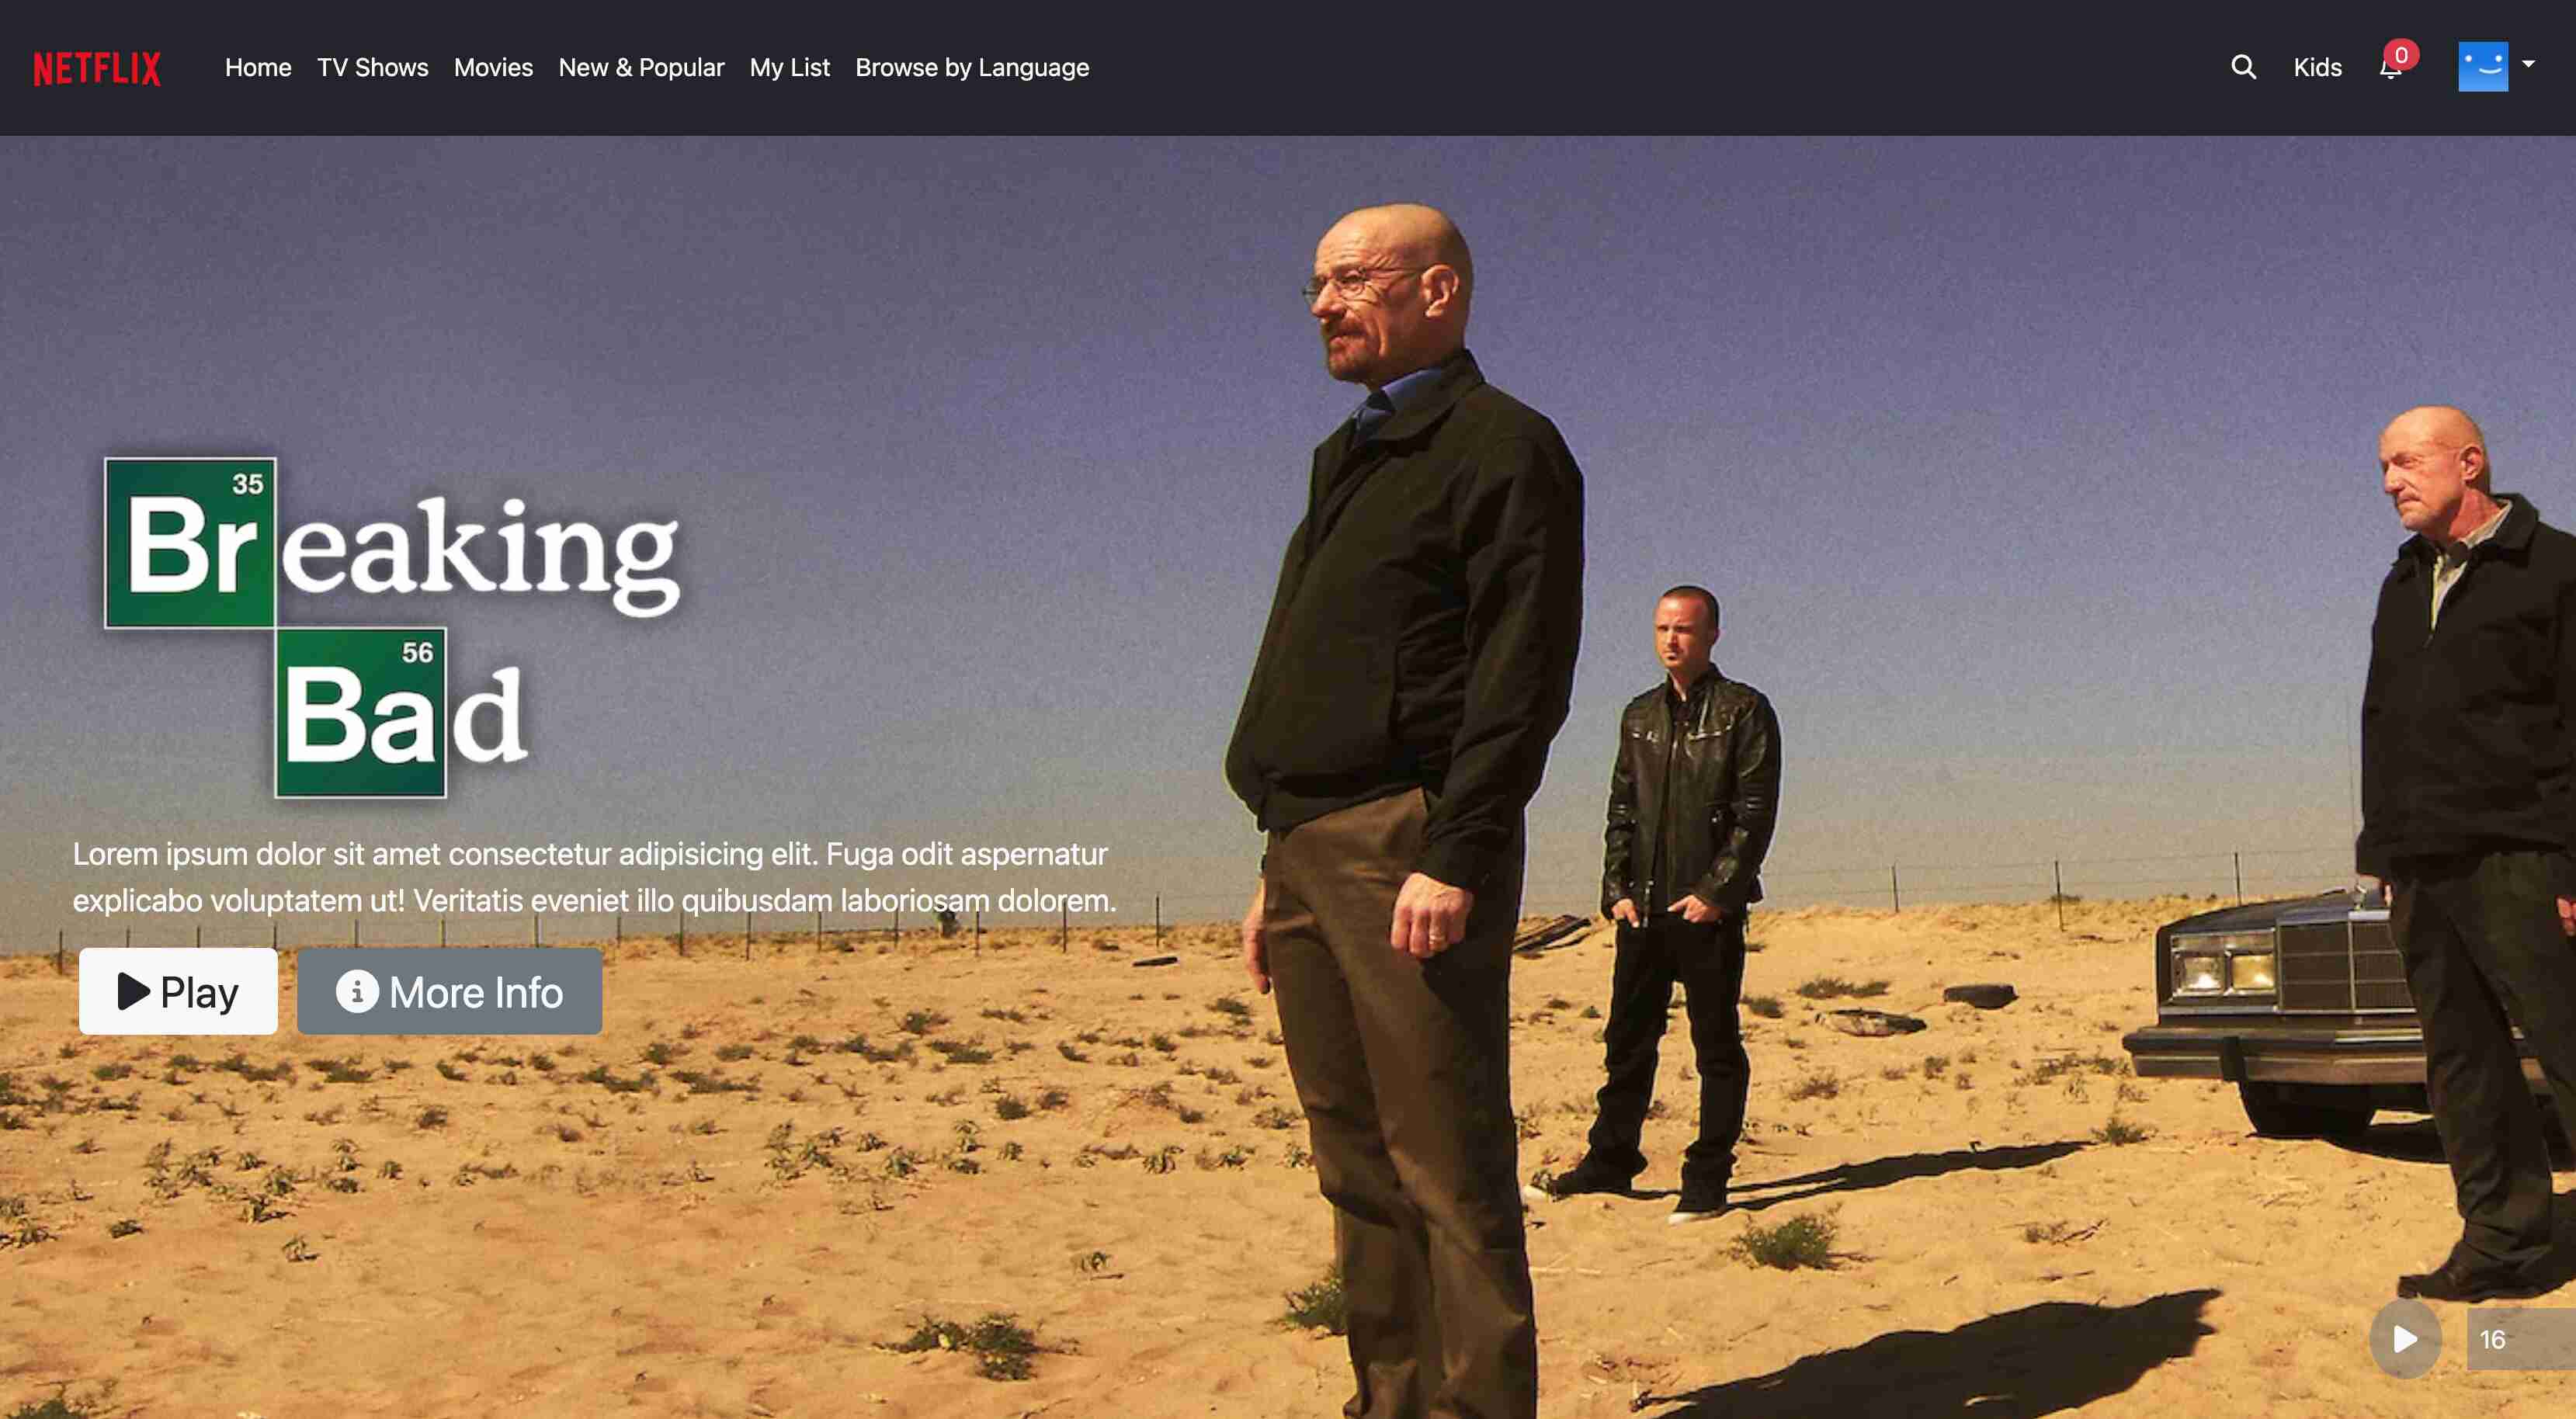 NETFLIX Home TV Shows Movies New & Popular My List Browse by Language Kids 0
35
Breaking
56
Bad
Lorem ipsum dolor sit amet consectetur adipisicing elit. Fuga odit aspernatur
explicabo voluptatem ut! Veritatis eveniet illo quibusdam laboriosam dolorem.
Play More Info
16